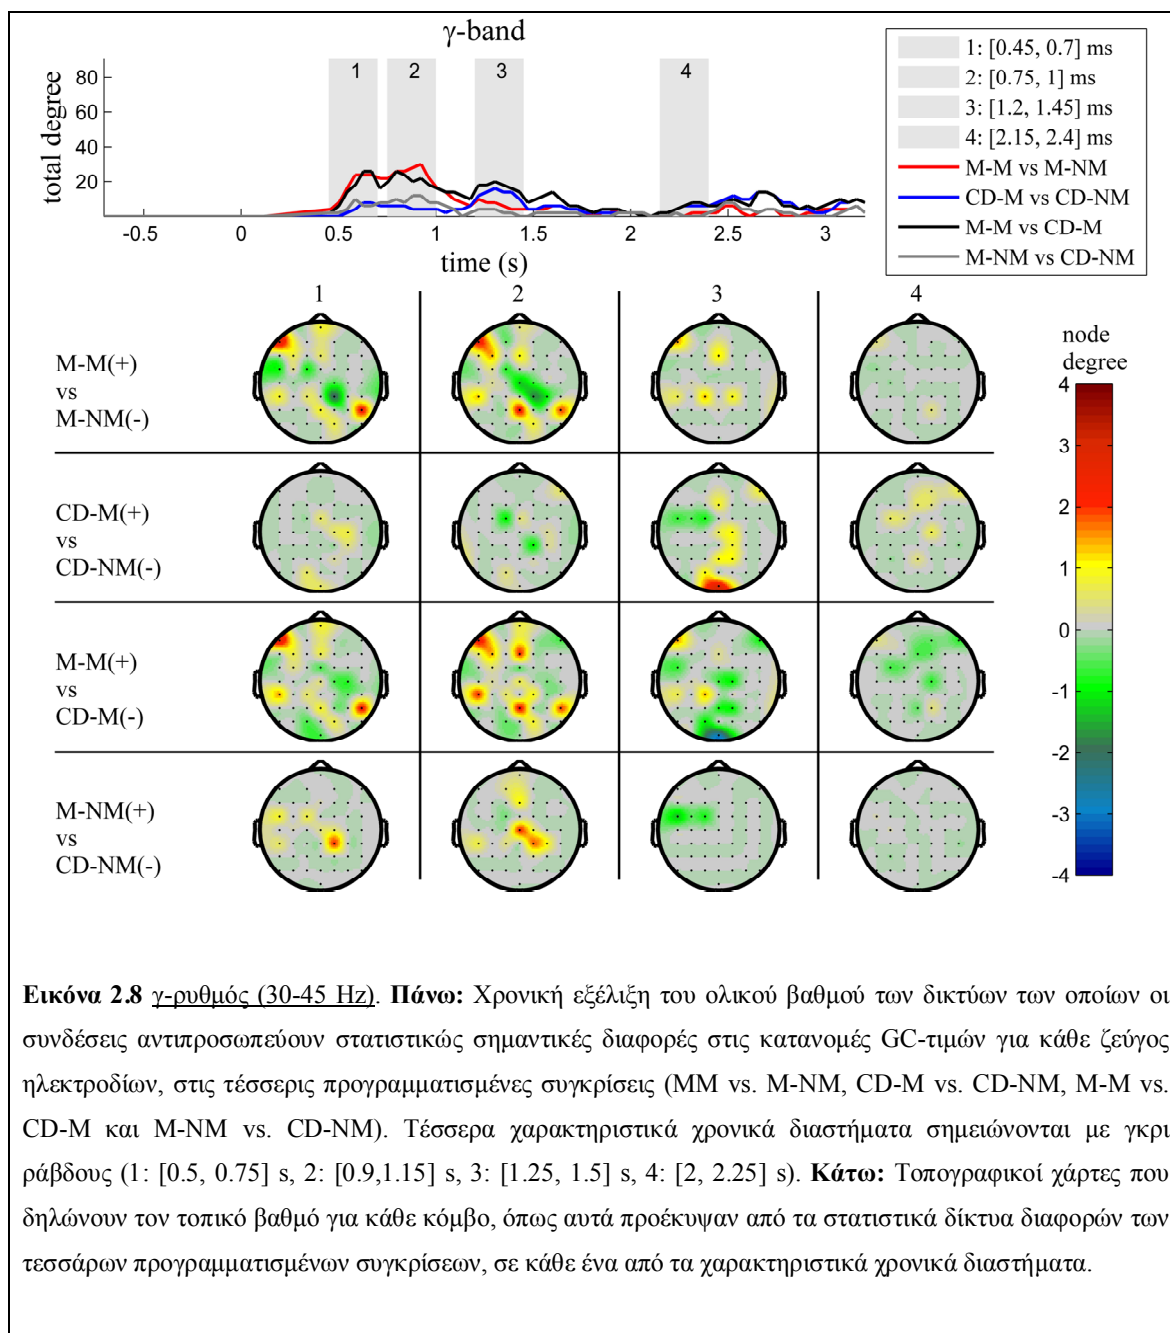 γ-band
1
2
3
4
80
60
40
20
total degree
-0.5
0
0.5
1
1.5
2
2.5
3
time (s)
1: [0.45, 0.7] ms
2: [0.75, 1] ms
3: [1.2, 1.45] ms
4: [2.15, 2.4] ms
M-M vs M-NM
CD-M vs CD-NM
M-M vs CD-M
M-NM vs CD-NM
1
2
3
4
M-M(+)
vs
M-NM(-)
CD-M(+)
vs
CD-NM(-)
M-M(+)
vs
CD-M(-)
M-NM(+)
vs
CD-NM(-)
node
degree
4
3
2
1
0
-1
-2
-3
-4
Εικόνα 2.8 γ-ρυθμός (30-45 Hz). Πάνω: Χρονική εξέλιξη του ολικού βαθμού των δικτύων των οποίων οι
συνδέσεις αντιπροσωπεύουν στατιστικώς σημαντικές διαφορές στις κατανομές GC-τιμών για κάθε ζεύγος
ηλεκτροδίων, στις τέσσερις προγραμματισμένες συγκρίσεις (MM vs. M-NM, CD-M vs. CD-NM, M-M vs.
CD-M και M-NM vs. CD-NM). Τέσσερα χαρακτηριστικά χρονικά διαστήματα σημειώνονται με γκρι
ράβδους (1: [0.5, 0.75] s, 2: [0.9,1.15] s, 3: [1.25, 1.5] s, 4: [2, 2.25] s). Κάτω: Τοπογραφικοί χάρτες που
δηλώνουν τον τοπικό βαθμό για κάθε κόμβο, όπως αυτά προέκυψαν από τα στατιστικά δίκτυα διαφορών των
τεσσάρων προγραμματισμένων συγκρίσεων, σε κάθε ένα από τα χαρακτηριστικά χρονικά διαστήματα.